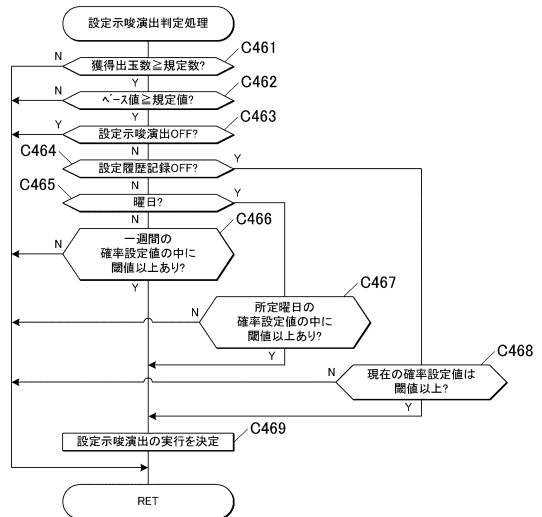 設定示唆演出判定処理
C461
N
獲得出玉数≧規定数?
Y
C462
N
ベース値≧規定値?
Y
C463
Y
設定示唆演出OFF?
N
C464
設定履歴記録OFF?
Y
N
C465
曜日?
Y
N
C466
一週間の
確率設定値の中に
閾値以上あり?
N
Y
C467
所定曜日の
確率設定値の中に
閾値以上あり?
N
Y
C468
現在の確率設定値は
閾値以上?
N
Y
C469
設定示唆演出の実行を決定
RET